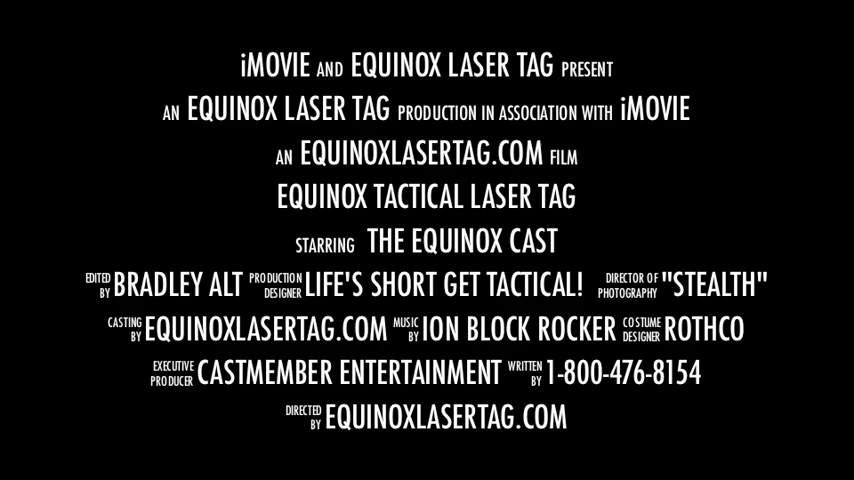 iMOVIE AND EQUINOX LASER TAG PRESENT
AN EQUINOX LASER TAG PRODUCTION IN ASSOCIATION WITH iMOVIE
AN EQUINOXLASERTAG.COM FILM
EQUINOX TACTICAL LASER TAG
STARRING THE EQUINOX CAST
EDITED BY BRADLEY ALT PRODUCTION DESIGNER LIFE'S SHORT GET TACTICAL! DIRECTOR OF PHOTOGRAPHY "STEALTH"
CASTING BY EQUINOXLASERTAG.COM MUSIC BY ION BLOCK ROCKER COSTUME DESIGNER ROTHCO
EXECUTIVE PRODUCER CASTMEMBER ENTERTAINMENT WRITTEN BY 1-800-476-8154
DIRECTED BY EQUINOXLASERTAG.COM